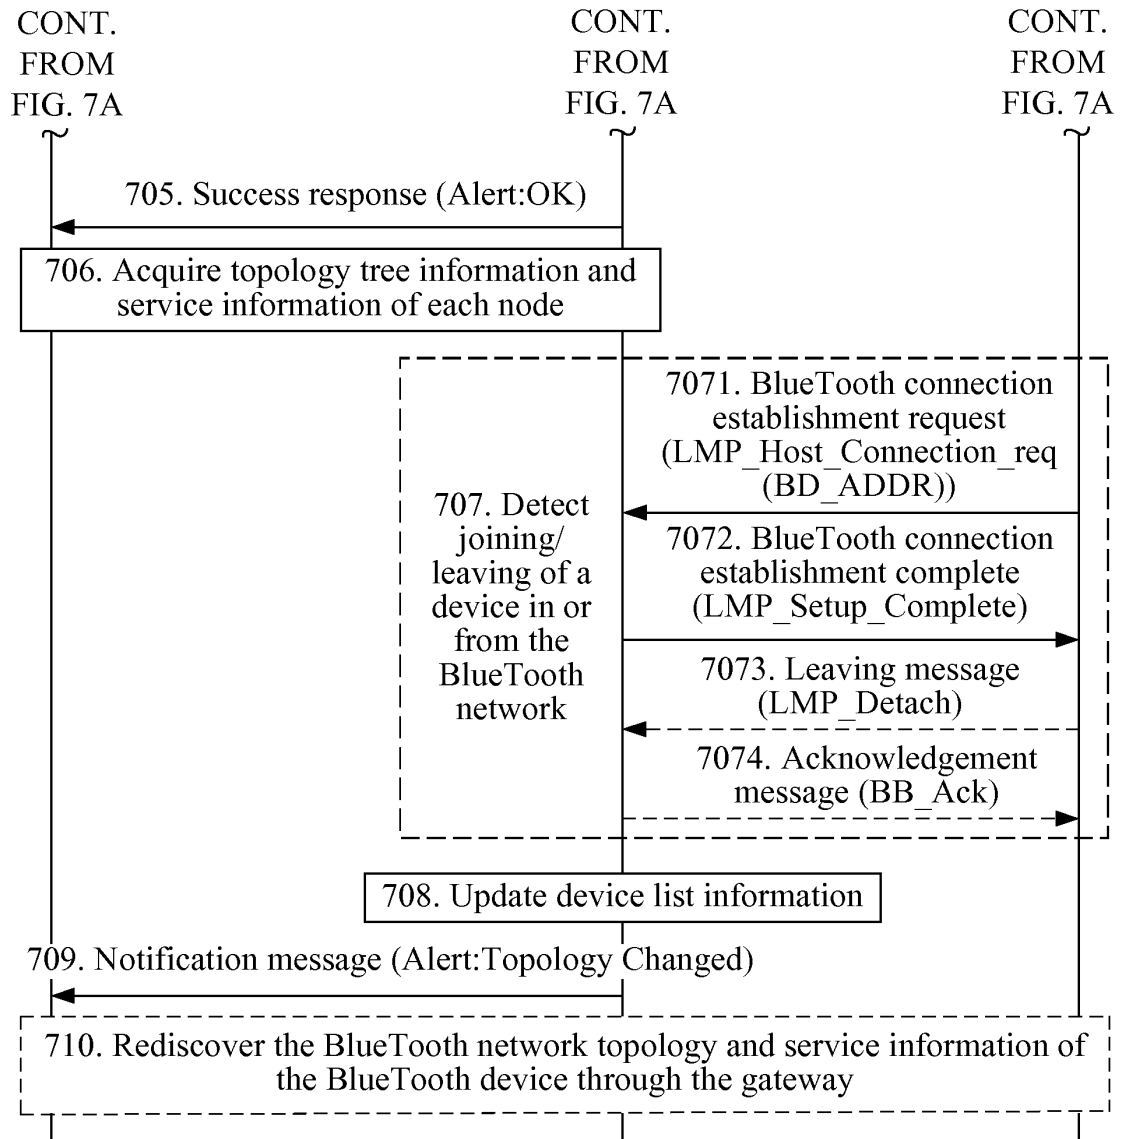 CONT.
FROM
FIG. 7A
CONT.
FROM
FIG. 7A
CONT.
FROM
FIG. 7A
705. Success response (Alert:OK)
706. Acquire topology tree information and
service information of each node
7071. BlueTooth connection
establishment request
(LMP_Host_Connection_req
(BD_ADDR))
707. Detect
joining/
leaving of a
device in or
from the
BlueTooth
network
7072. BlueTooth connection
establishment complete
(LMP_Setup_Complete)
7073. Leaving message
(LMP_Detach)
7074. Acknowledgement
message (BB_Ack)
708. Update device list information
709. Notification message (Alert:Topology Changed)
710. Rediscover the BlueTooth network topology and service information of
the BlueTooth device through the gateway